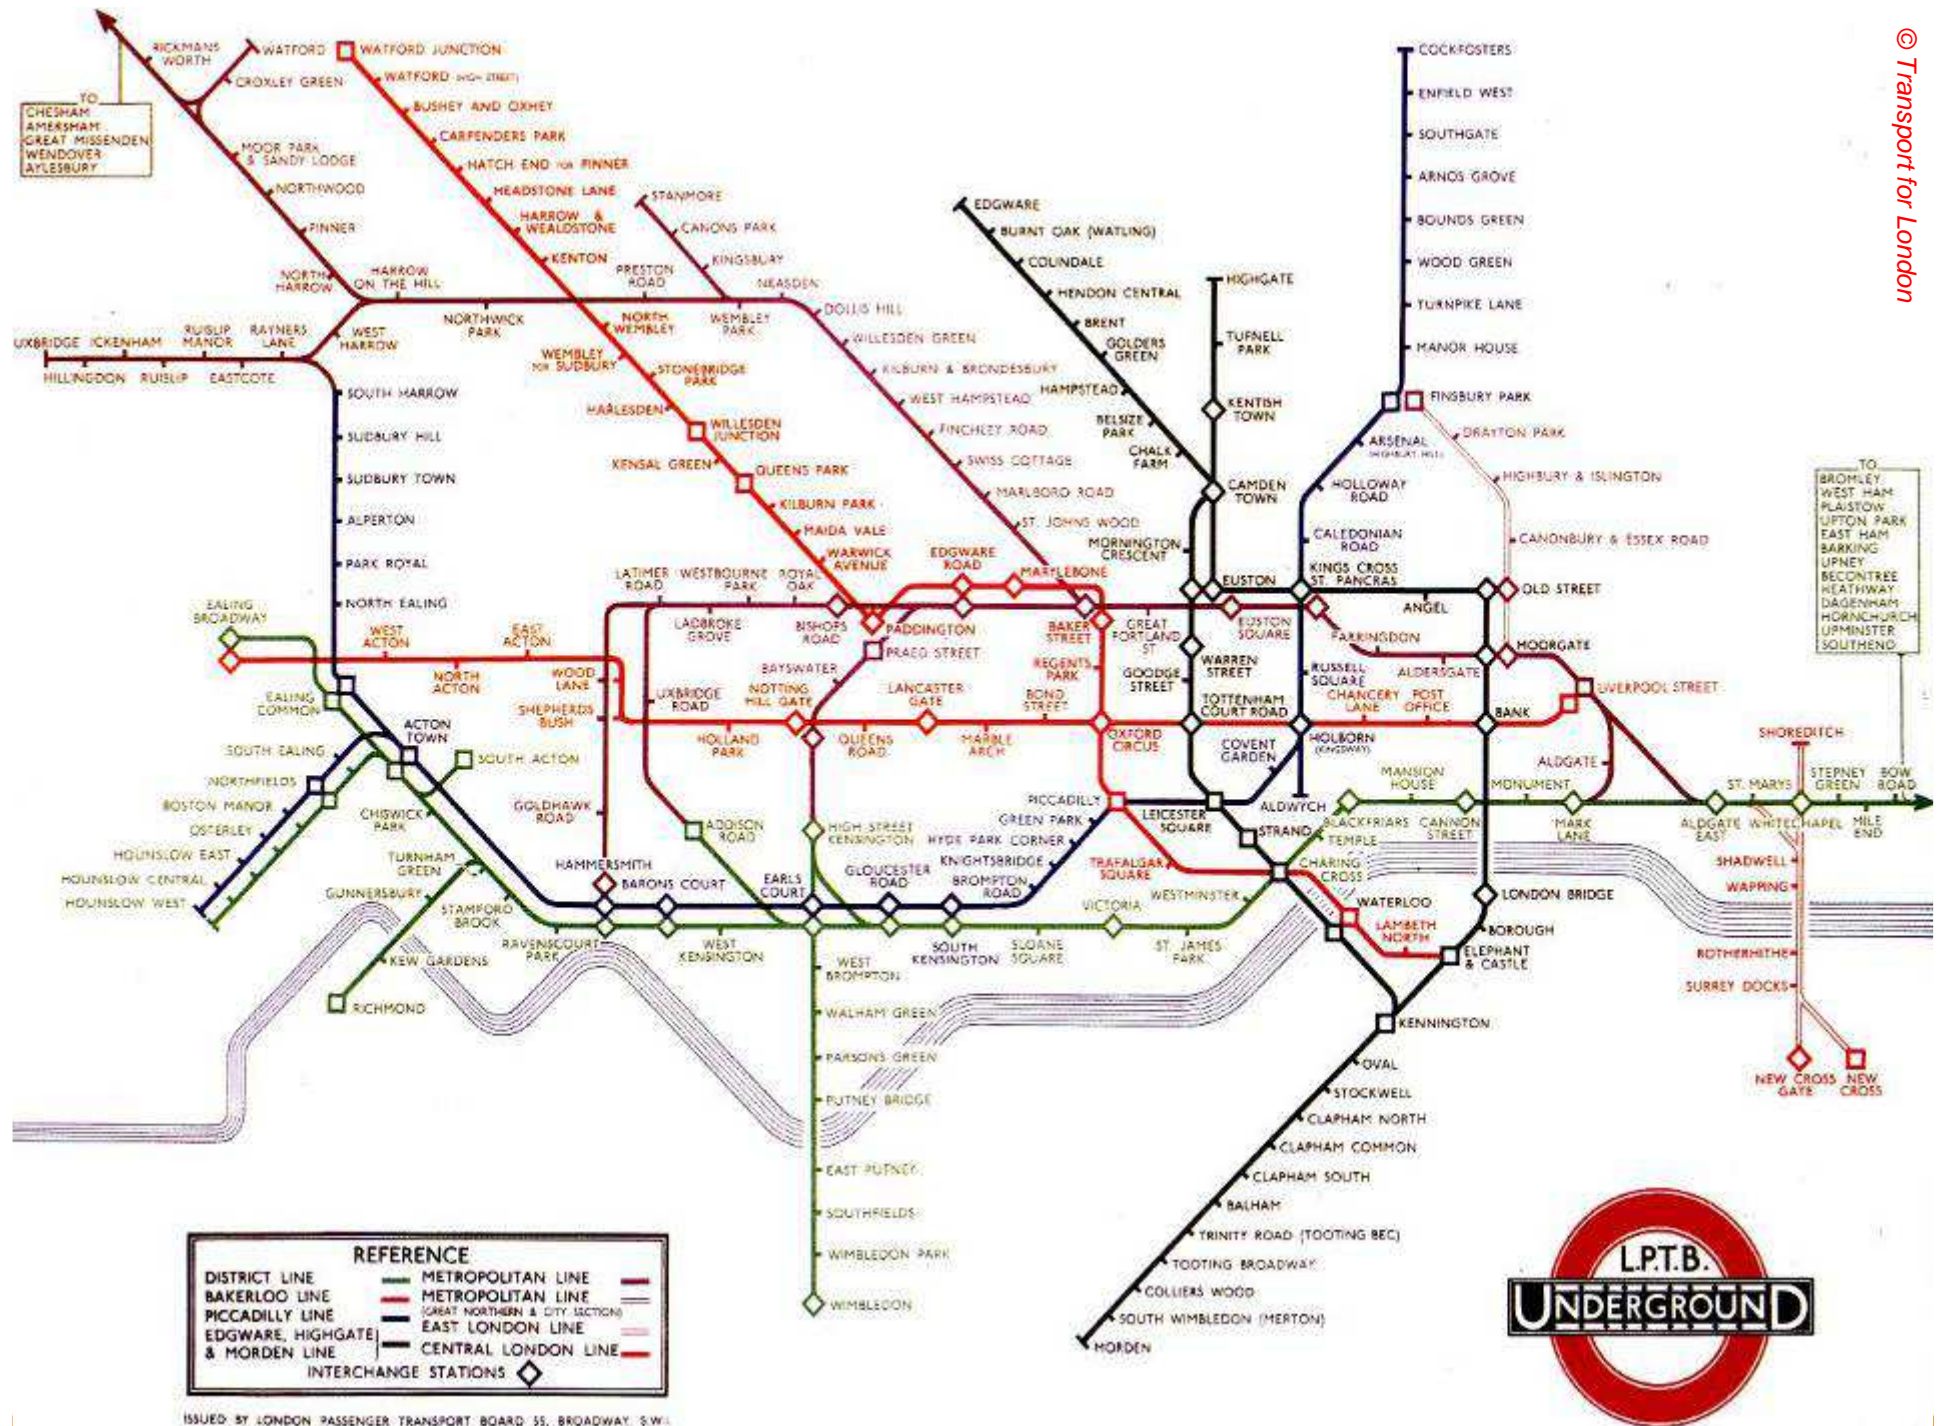 © Transport for London
RICKMANS
WORTH
WATFORD
CROXLEY GREEN
TO
CHESHAM
AMERSHAM
GREAT MISSENDEN
WENDOVER
AYLESBURY
MOOR PARK
& SANDY LODGE
NORTHWOOD
PINNER
NORTH
HARROW
HARROW
ON THE HILL
NORTHWICK
PARK
PRESTON
ROAD
WEMBLEY
PARK
NEASDEN
DOLLIS HILL
WILLESDEN GREEN
KILBURN & BRONDESBURY
WEST HAMPSTEAD
FINCHLEY ROAD
SWISS COTTAGE
MARLBORO ROAD
ST. JOHNS WOOD
STANMORE
CANONS PARK
KINGSBURY
WATFORD JUNCTION
WATFORD (HIGH STREET)
BUSHEY AND OXHEY
CARPENDERS PARK
HATCH END FOR PINNER
HEADSTONE LANE
HARROW &
WEALDSTONE
KENTON
NORTH
WEMBLEY
WEMBLEY
FOR SUDBURY
STONEBRIDGE
PARK
HARLESDEN
WILLESDEN
JUNCTION
KENSAL GREEN
QUEENS PARK
KILBURN PARK
MAIDA VALE
WARWICK
AVENUE
EDGWARE
ROAD
MARYLEBONE
PADDINGTON
BAKER
STREET
REGENTS
PARK
UXBRIDGE
ICKENHAM
RUISLIP
MANOR
RAYNERS
LANE
WEST
HARROW
HILLINGDON
RUISLIP
EASTCOTE
SOUTH HARROW
SUDBURY HILL
SUDBURY TOWN
ALPERTON
PARK ROYAL
NORTH EALING
EALING
BROADWAY
WEST
ACTON
EAST
ACTON
NORTH
ACTON
WOOD
LANE
SHEPHERDS
BUSH
HOLLAND
PARK
NOTTING
HILL GATE
QUEENS
ROAD
LANCASTER
GATE
MARBLE
ARCH
BOND
STREET
OXFORD
CIRCUS
TOTTENHAM
COURT ROAD
HOLBORN
(KINGSWAY)
CHANCERY
LANE
POST
OFFICE
BANK
LIVERPOOL STREET
LATIMER
ROAD
WESTBOURNE
PARK
ROYAL
OAK
LADBROKE
GROVE
BISHOPS
ROAD
PRAED STREET
BAYSWATER
UXBRIDGE
ROAD
GOLDHAWK
ROAD
HAMMERSMITH
ADDISON
ROAD
HIGH STREET
KENSINGTON
GREAT
PORTLAND
ST
EUSTON
SQUARE
FARRINGDON
ALDERSGATE
MOORGATE
ALDGATE
EDGWARE
BURNT OAK (WATLING)
COLINDALE
HENDON CENTRAL
BRENT
GOLDERS
GREEN
HAMPSTEAD
BELSIZE
PARK
CHALK
FARM
CAMDEN
TOWN
HIGHGATE
TUFNELL
PARK
KENTISH
TOWN
MORNINGTON
CRESCENT
EUSTON
WARREN
STREET
GOODGE
STREET
KINGS CROSS
ST. PANCRAS
ANGEL
OLD STREET
COCKFOSTERS
ENFIELD WEST
SOUTHGATE
ARNOS GROVE
BOUNDS GREEN
WOOD GREEN
TURNPIKE LANE
MANOR HOUSE
FINSBURY PARK
ARSENAL
(HIGHBURY HILL)
HOLLOWAY
ROAD
CALEDONIAN
ROAD
DRAYTON PARK
HIGHBURY & ISLINGTON
CANONBURY & ESSEX ROAD
RUSSELL
SQUARE
COVENT
GARDEN
ALDWYCH
LEICESTER
SQUARE
PICCADILLY
GREEN PARK
HYDE PARK CORNER
KNIGHTSBRIDGE
BROMPTON
ROAD
TRAFALGAR
SQUARE
STRAND
CHARING
CROSS
WESTMINSTER
TEMPLE
BLACKFRIARS
MANSION
HOUSE
CANNON
STREET
MONUMENT
MARK
LANE
ALDGATE
EAST
ST. MARYS
WHITECHAPEL
STEPNEY
GREEN
MILE
END
BOW
ROAD
TO
BROMLEY
WEST HAM
PLAISTOW
UPTON PARK
EAST HAM
BARKING
UPNEY
BECONTREE
HEATHWAY
DAGENHAM
HORNCHURCH
UPMINSTER
SOUTHEND
SHOREDITCH
SHADWELL
WAPPING
ROTHERHITHE
SURREY DOCKS
NEW CROSS
GATE
NEW
CROSS
EALING
COMMON
ACTON
TOWN
SOUTH EALING
NORTHFIELDS
BOSTON MANOR
OSTERLEY
HOUNSLOW EAST
HOUNSLOW CENTRAL
HOUNSLOW WEST
SOUTH ACTON
CHISWICK
PARK
TURNHAM
GREEN
GUNNERSBURY
KEW GARDENS
RICHMOND
STAMFORD
BROOK
RAVENSCOURT
PARK
BARONS COURT
WEST
KENSINGTON
EARLS
COURT
GLOUCESTER
ROAD
SOUTH
KENSINGTON
SLOANE
SQUARE
VICTORIA
ST. JAMES
PARK
WEST
BROMPTON
WALHAM GREEN
PARSONS GREEN
PUTNEY BRIDGE
EAST PUTNEY
SOUTHFIELDS
WIMBLEDON PARK
WIMBLEDON
WATERLOO
LAMBETH
NORTH
LONDON BRIDGE
BOROUGH
ELEPHANT
& CASTLE
KENNINGTON
OVAL
STOCKWELL
CLAPHAM NORTH
CLAPHAM COMMON
CLAPHAM SOUTH
BALHAM
TRINITY ROAD (TOOTING BEC)
TOOTING BROADWAY
COLLIERS WOOD
SOUTH WIMBLEDON (MERTON)
MORDEN
REFERENCE
DISTRICT LINE
BAKERLOO LINE
PICCADILLY LINE
EDGWARE, HIGHGATE
& MORDEN LINE
METROPOLITAN LINE
METROPOLITAN LINE
(GREAT NORTHERN & CITY SECTION)
EAST LONDON LINE
CENTRAL LONDON LINE
INTERCHANGE STATIONS
ISSUED BY LONDON PASSENGER TRANSPORT BOARD 55, BROADWAY S.W.1.
L.P.T.B.
UNDERGROUND